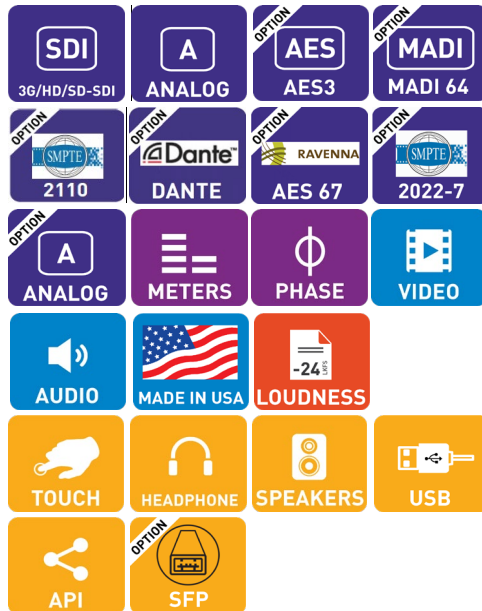 SDI
3G/HD/SD-SDI
A
ANALOG
OPTION
AES
AES3
OPTION
MADI
MADI 64
OPTION
SMPTE
2110
OPTION
Dante™
DANTE
OPTION
RAVENNA
AES 67
OPTION
SMPTE
2022-7
OPTION
A
ANALOG
METERS
PHASE
VIDEO
AUDIO
MADE IN USA
-24 LKFS
LOUDNESS
TOUCH
HEADPHONE
SPEAKERS
USB
API
OPTION
SFP